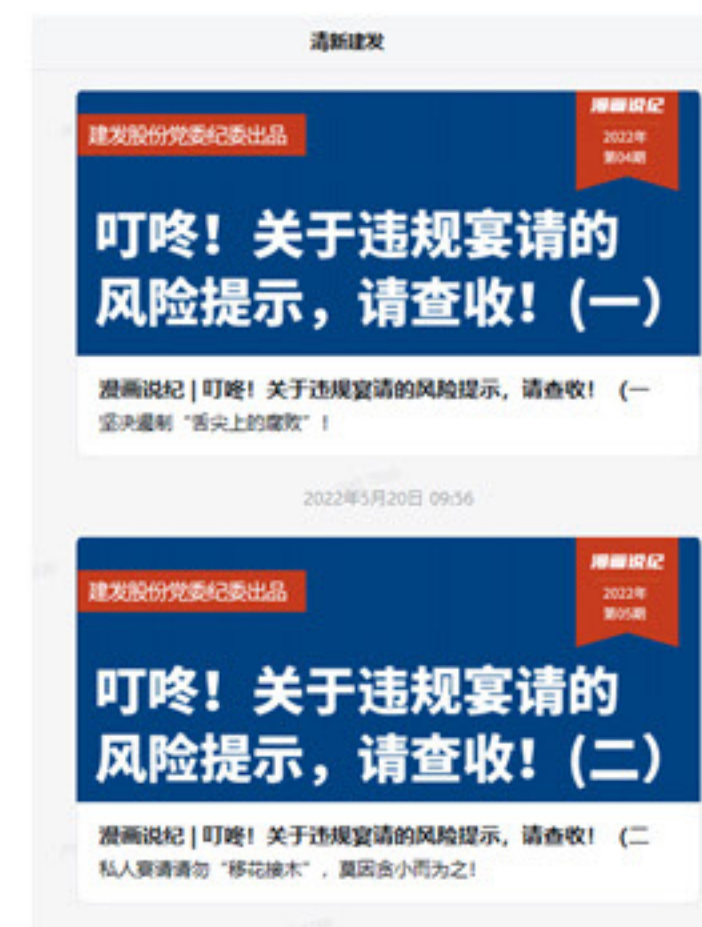 清新建发
漫画说纪
建发股份党委纪委出品
2022年
第04期
叮咚！关于违规宴请的
风险提示，请查收！(一)
漫画说纪 | 叮咚！关于违规宴请的风险提示，请查收！（一
坚决遏制“舌尖上的腐败”！
2022年5月20日 09:56
漫画说纪
建发股份党委纪委出品
2022年
第05期
叮咚！关于违规宴请的
风险提示，请查收！(二)
漫画说纪 | 叮咚！关于违规宴请的风险提示，请查收！（二
私人宴请请勿“移花接木”，莫因贪小而为之！